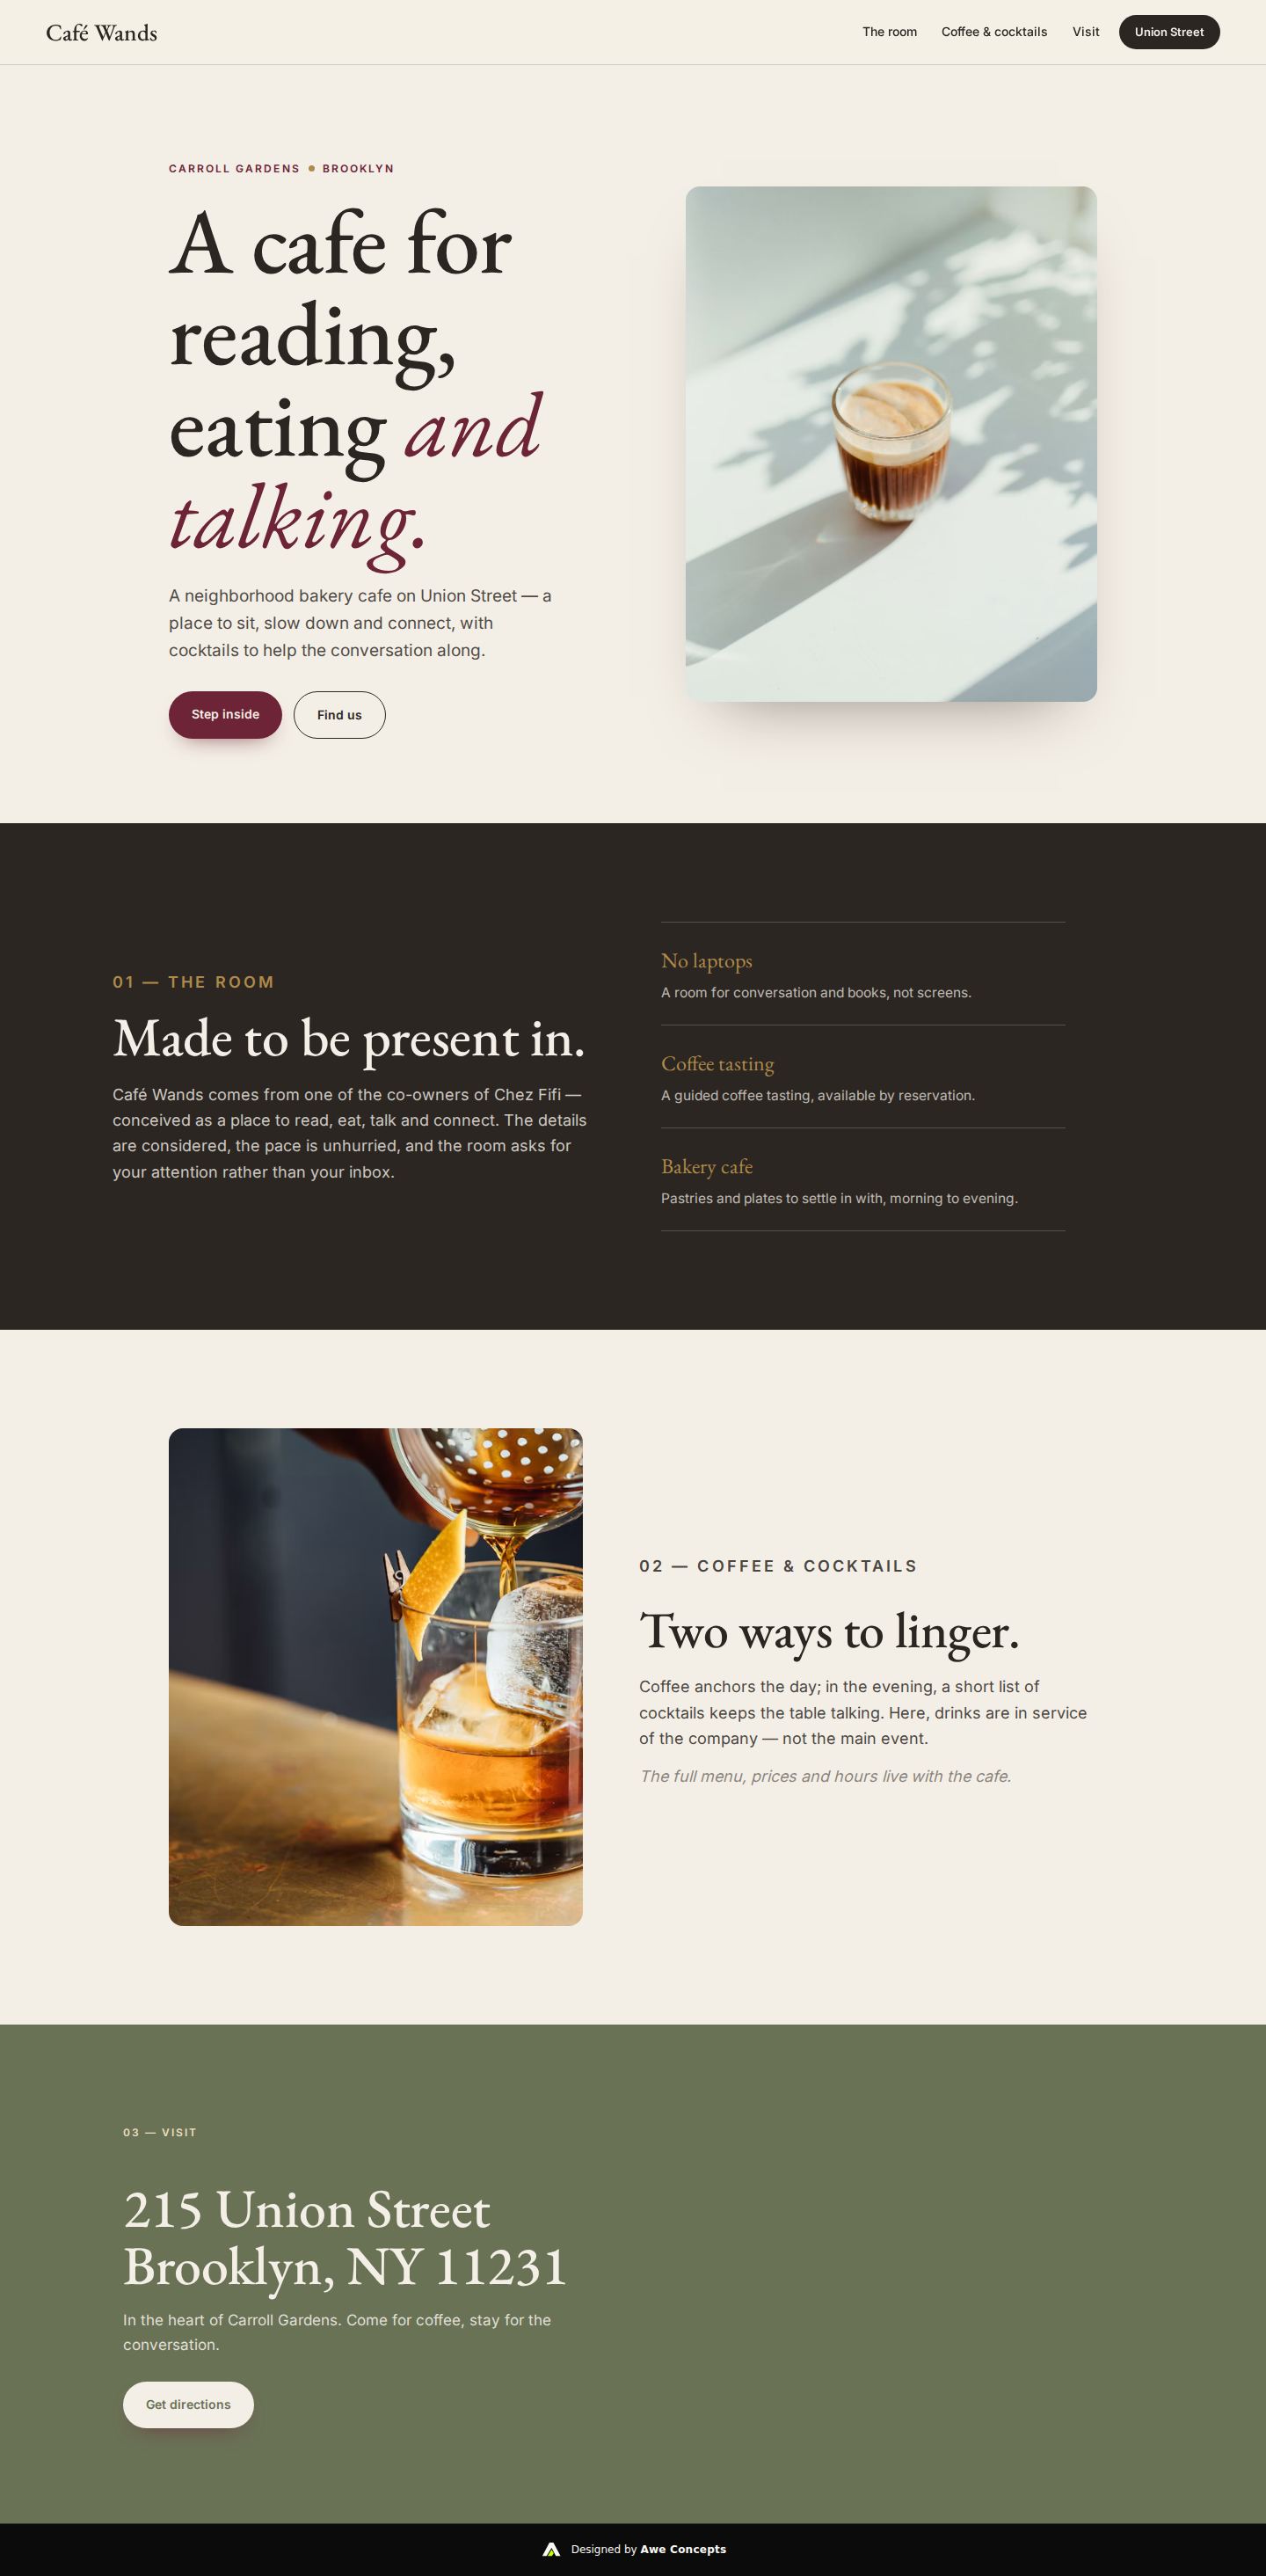 Café Wands
The room
Coffee & cocktails
Visit
Union Street
CARROLL GARDENS • BROOKLYN
A cafe for
reading,
eating and
talking.
A neighborhood bakery cafe on Union Street — a
place to sit, slow down and connect, with
cocktails to help the conversation along.
Step inside
Find us
01 — THE ROOM
Made to be present in.
Café Wands comes from one of the co-owners of Chez Fifi —
conceived as a place to read, eat, talk and connect. The details
are considered, the pace is unhurried, and the room asks for
your attention rather than your inbox.
No laptops
A room for conversation and books, not screens.
Coffee tasting
A guided coffee tasting, available by reservation.
Bakery cafe
Pastries and plates to settle in with, morning to evening.
02 — COFFEE & COCKTAILS
Two ways to linger.
Coffee anchors the day; in the evening, a short list of
cocktails keeps the table talking. Here, drinks are in service
of the company — not the main event.
The full menu, prices and hours live with the cafe.
03 — VISIT
215 Union Street
Brooklyn, NY 11231
In the heart of Carroll Gardens. Come for coffee, stay for the
conversation.
Get directions
Designed by Awe Concepts